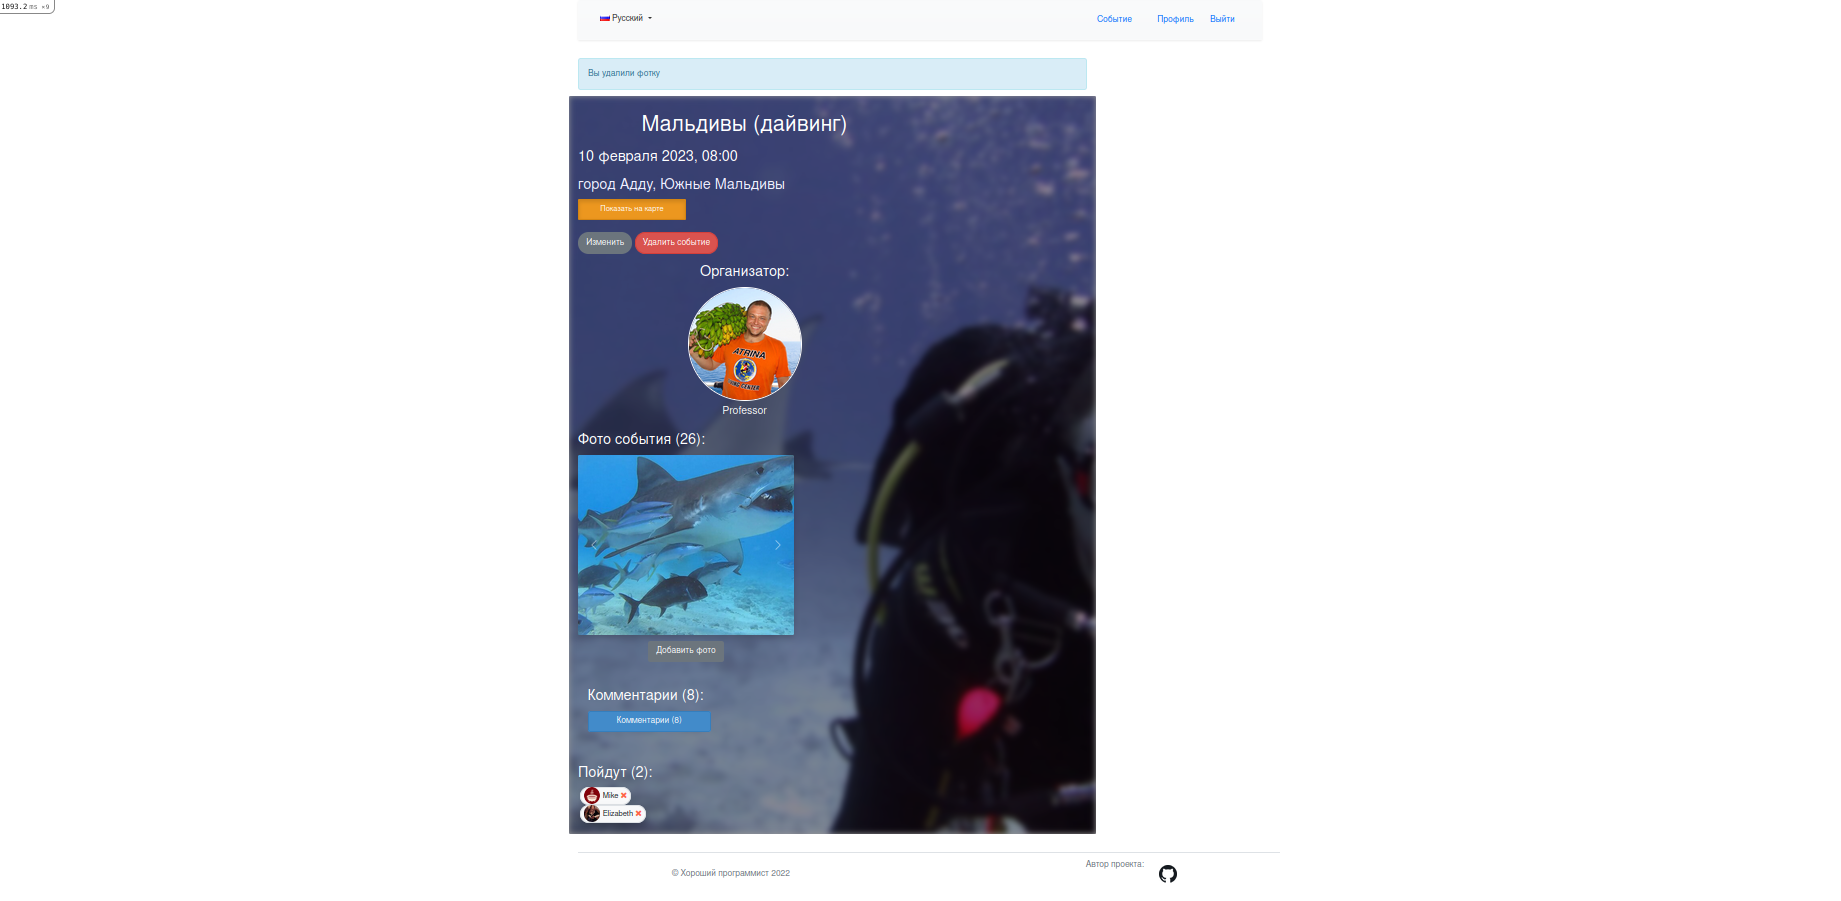 1093.2 ms ×9
Русский
Событие Профиль Выйти
Вы удалили фотку
Мальдивы (дайвинг)
10 февраля 2023, 08:00
город Адду, Южные Мальдивы
Показать на карте
Изменить Удалить событие
Организатор:
ATRINA
DIVING CENTER
Professor
Фото события (26):
Добавить фото
Комментарии (8):
Комментарии (8)
Пойдут (2):
Mike
Elizabeth
Автор проекта:
© Хороший программист 2022